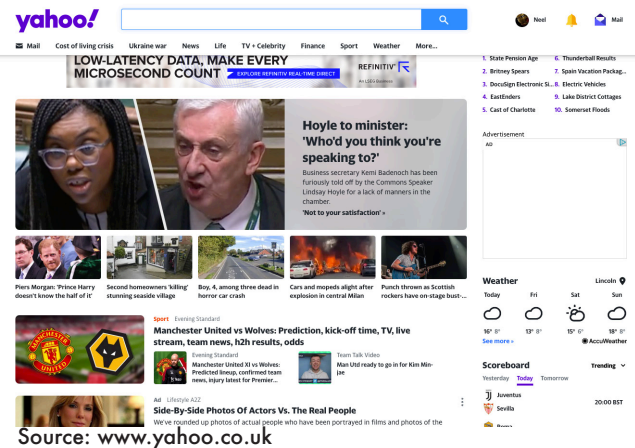 yahoo!
Neel
Mail
Mail Cost of living crisis Ukraine war News Life TV + Celebrity Finance Sport Weather More...
LOW-LATENCY DATA, MAKE EVERY
MICROSECOND COUNT
EXPLORE REFINITIV REAL-TIME DIRECT
REFINITIV
An LSEG Business
1. State Pension Age
2. Britney Spears
3. DocuSign Electronic Si...
4. EastEnders
5. Cast of Charlotte
6. Thunderball Results
7. Spain Vacation Packag...
8. Electric Vehicles
9. Lake District Cottages
10. Somerset Floods
Hoyle to minister:
'Who'd you think you're
speaking to?'
Business secretary Kemi Badenoch has been
furiously told off by the Commons Speaker
Lindsay Hoyle for a lack of manners in the
chamber.
'Not to your satisfaction' »
Advertisement
AD
Piers Morgan: 'Prince Harry
doesn't know the half of it'
Second homeowners 'killing'
stunning seaside village
Boy, 4, among three dead in
horror car crash
Cars and mopeds alight after
explosion in central Milan
Punch thrown as Scottish
rockers have on-stage bust-...
Weather
Lincoln
Today Fri Sat Sun
16° 8° 13° 8° 15° 6° 18° 8°
See more »
AccuWeather
MANCHESTER
UNITED
Sport Evening Standard
Manchester United vs Wolves: Prediction, kick-off time, TV, live
stream, team news, h2h results, odds
Evening Standard
Manchester United XI vs Wolves:
Predicted lineup, confirmed team
news, injury latest for Premier...
Team Talk Video
Man Utd ready to go in for Kim Min-
jae
Scoreboard
Trending
Yesterday Today Tomorrow
Juventus
Sevilla
20:00 BST
Roma
Ad Lifestyle A2Z
Side-By-Side Photos Of Actors Vs. The Real People
We've rounded up photos of actual people who have been portrayed in films and photos of the
Source: www.yahoo.co.uk